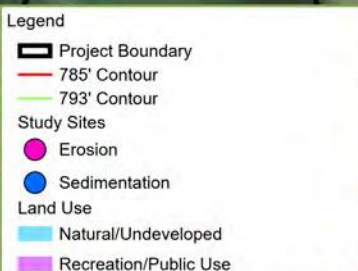 Legend
Project Boundary
785' Contour
793' Contour
Study Sites
Erosion
Sedimentation
Land Use
Natural/Undeveloped
Recreation/Public Use